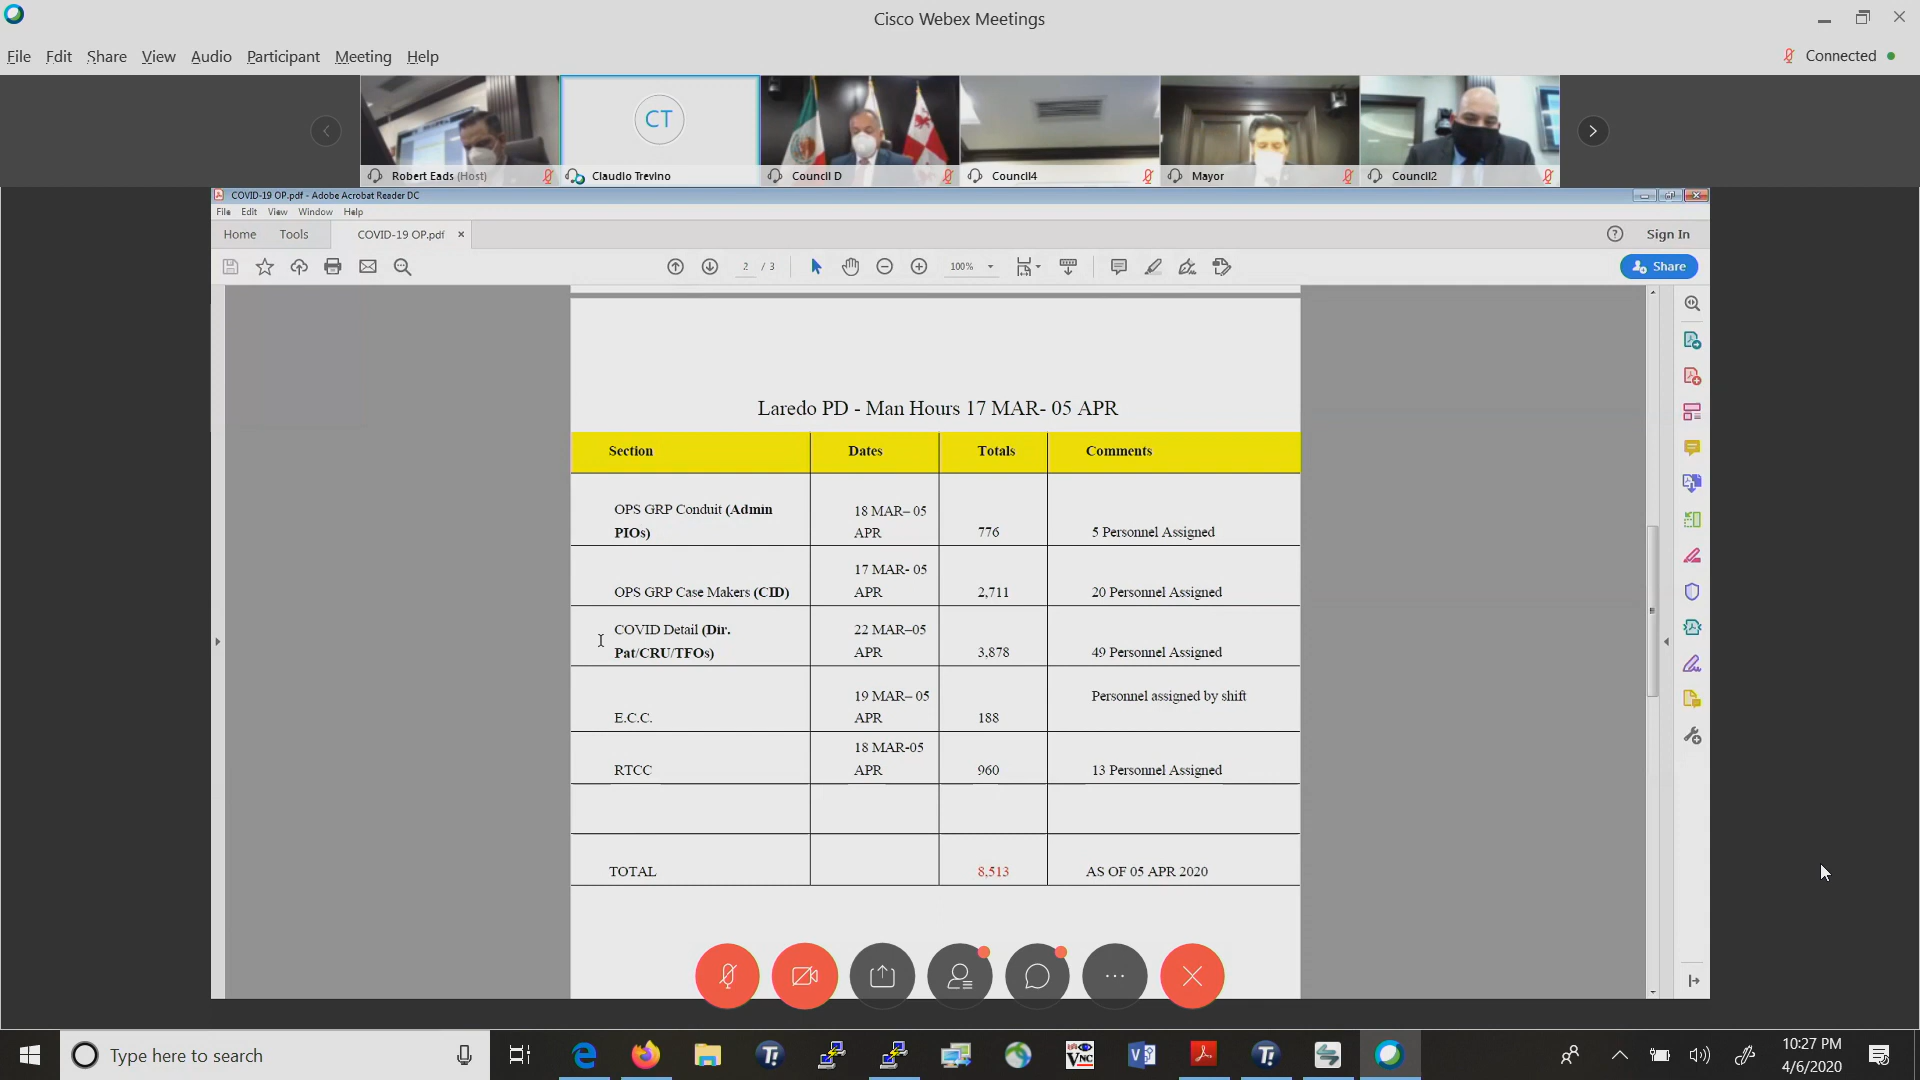 Cisco Webex Meetings
File Edit Share View Audio Participant Meeting Help
Connected
CT
Robert Eads (Host)
Claudio Trevino
Council D
Council4
Mayor
Council2
COVID-19 OP.pdf - Adobe Acrobat Reader DC
File Edit View Window Help
Home Tools COVID-19 OP.pdf ×
Sign In
2 / 3
100%
Share
Laredo PD - Man Hours 17 MAR- 05 APR
Section Dates Totals Comments
OPS GRP Conduit (Admin
PIOs)
18 MAR– 05
APR
776
5 Personnel Assigned
OPS GRP Case Makers (CID)
17 MAR- 05
APR
2,711
20 Personnel Assigned
COVID Detail (Dir.
Pat/CRU/TFOs)
22 MAR–05
APR
3,878
49 Personnel Assigned
E.C.C.
19 MAR– 05
APR
188
Personnel assigned by shift
RTCC
18 MAR-05
APR
960
13 Personnel Assigned
TOTAL
8,513
AS OF 05 APR 2020
Type here to search
VNC
10:27 PM
4/6/2020